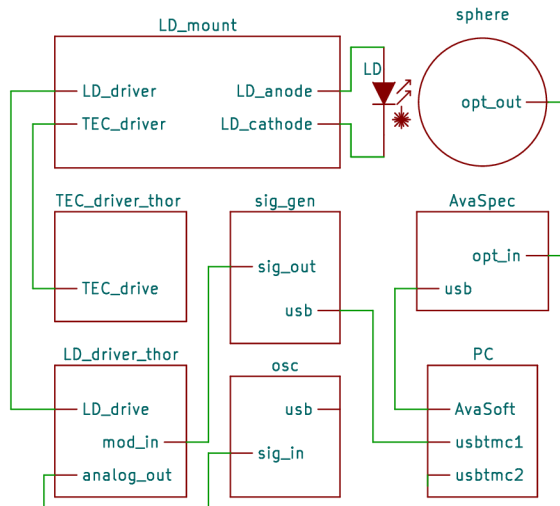 LD_mount
LD_driver
TEC_driver
LD_anode
LD_cathode
LD
sphere
opt_out
TEC_driver_thor
TEC_drive
sig_gen
sig_out
usb
AvaSpec
opt_in
usb
LD_driver_thor
LD_drive
mod_in
analog_out
osc
usb
sig_in
PC
AvaSoft
usbtmc1
usbtmc2